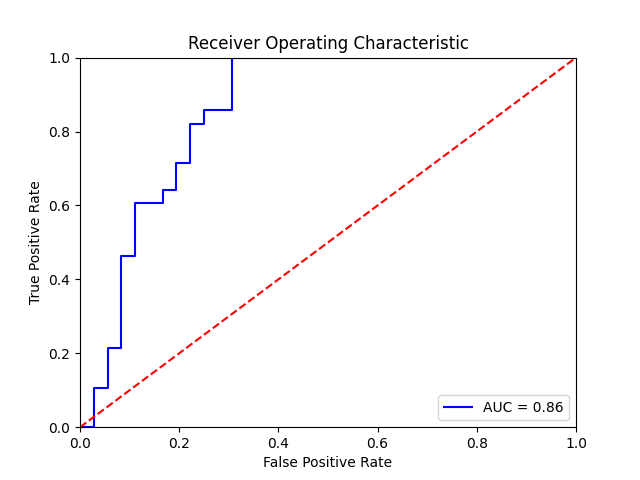 Receiver Operating Characteristic
True Positive Rate
1.0
0.8
0.6
0.4
0.2
0.0
0.0 0.2 0.4 0.6 0.8 1.0
False Positive Rate
AUC = 0.86